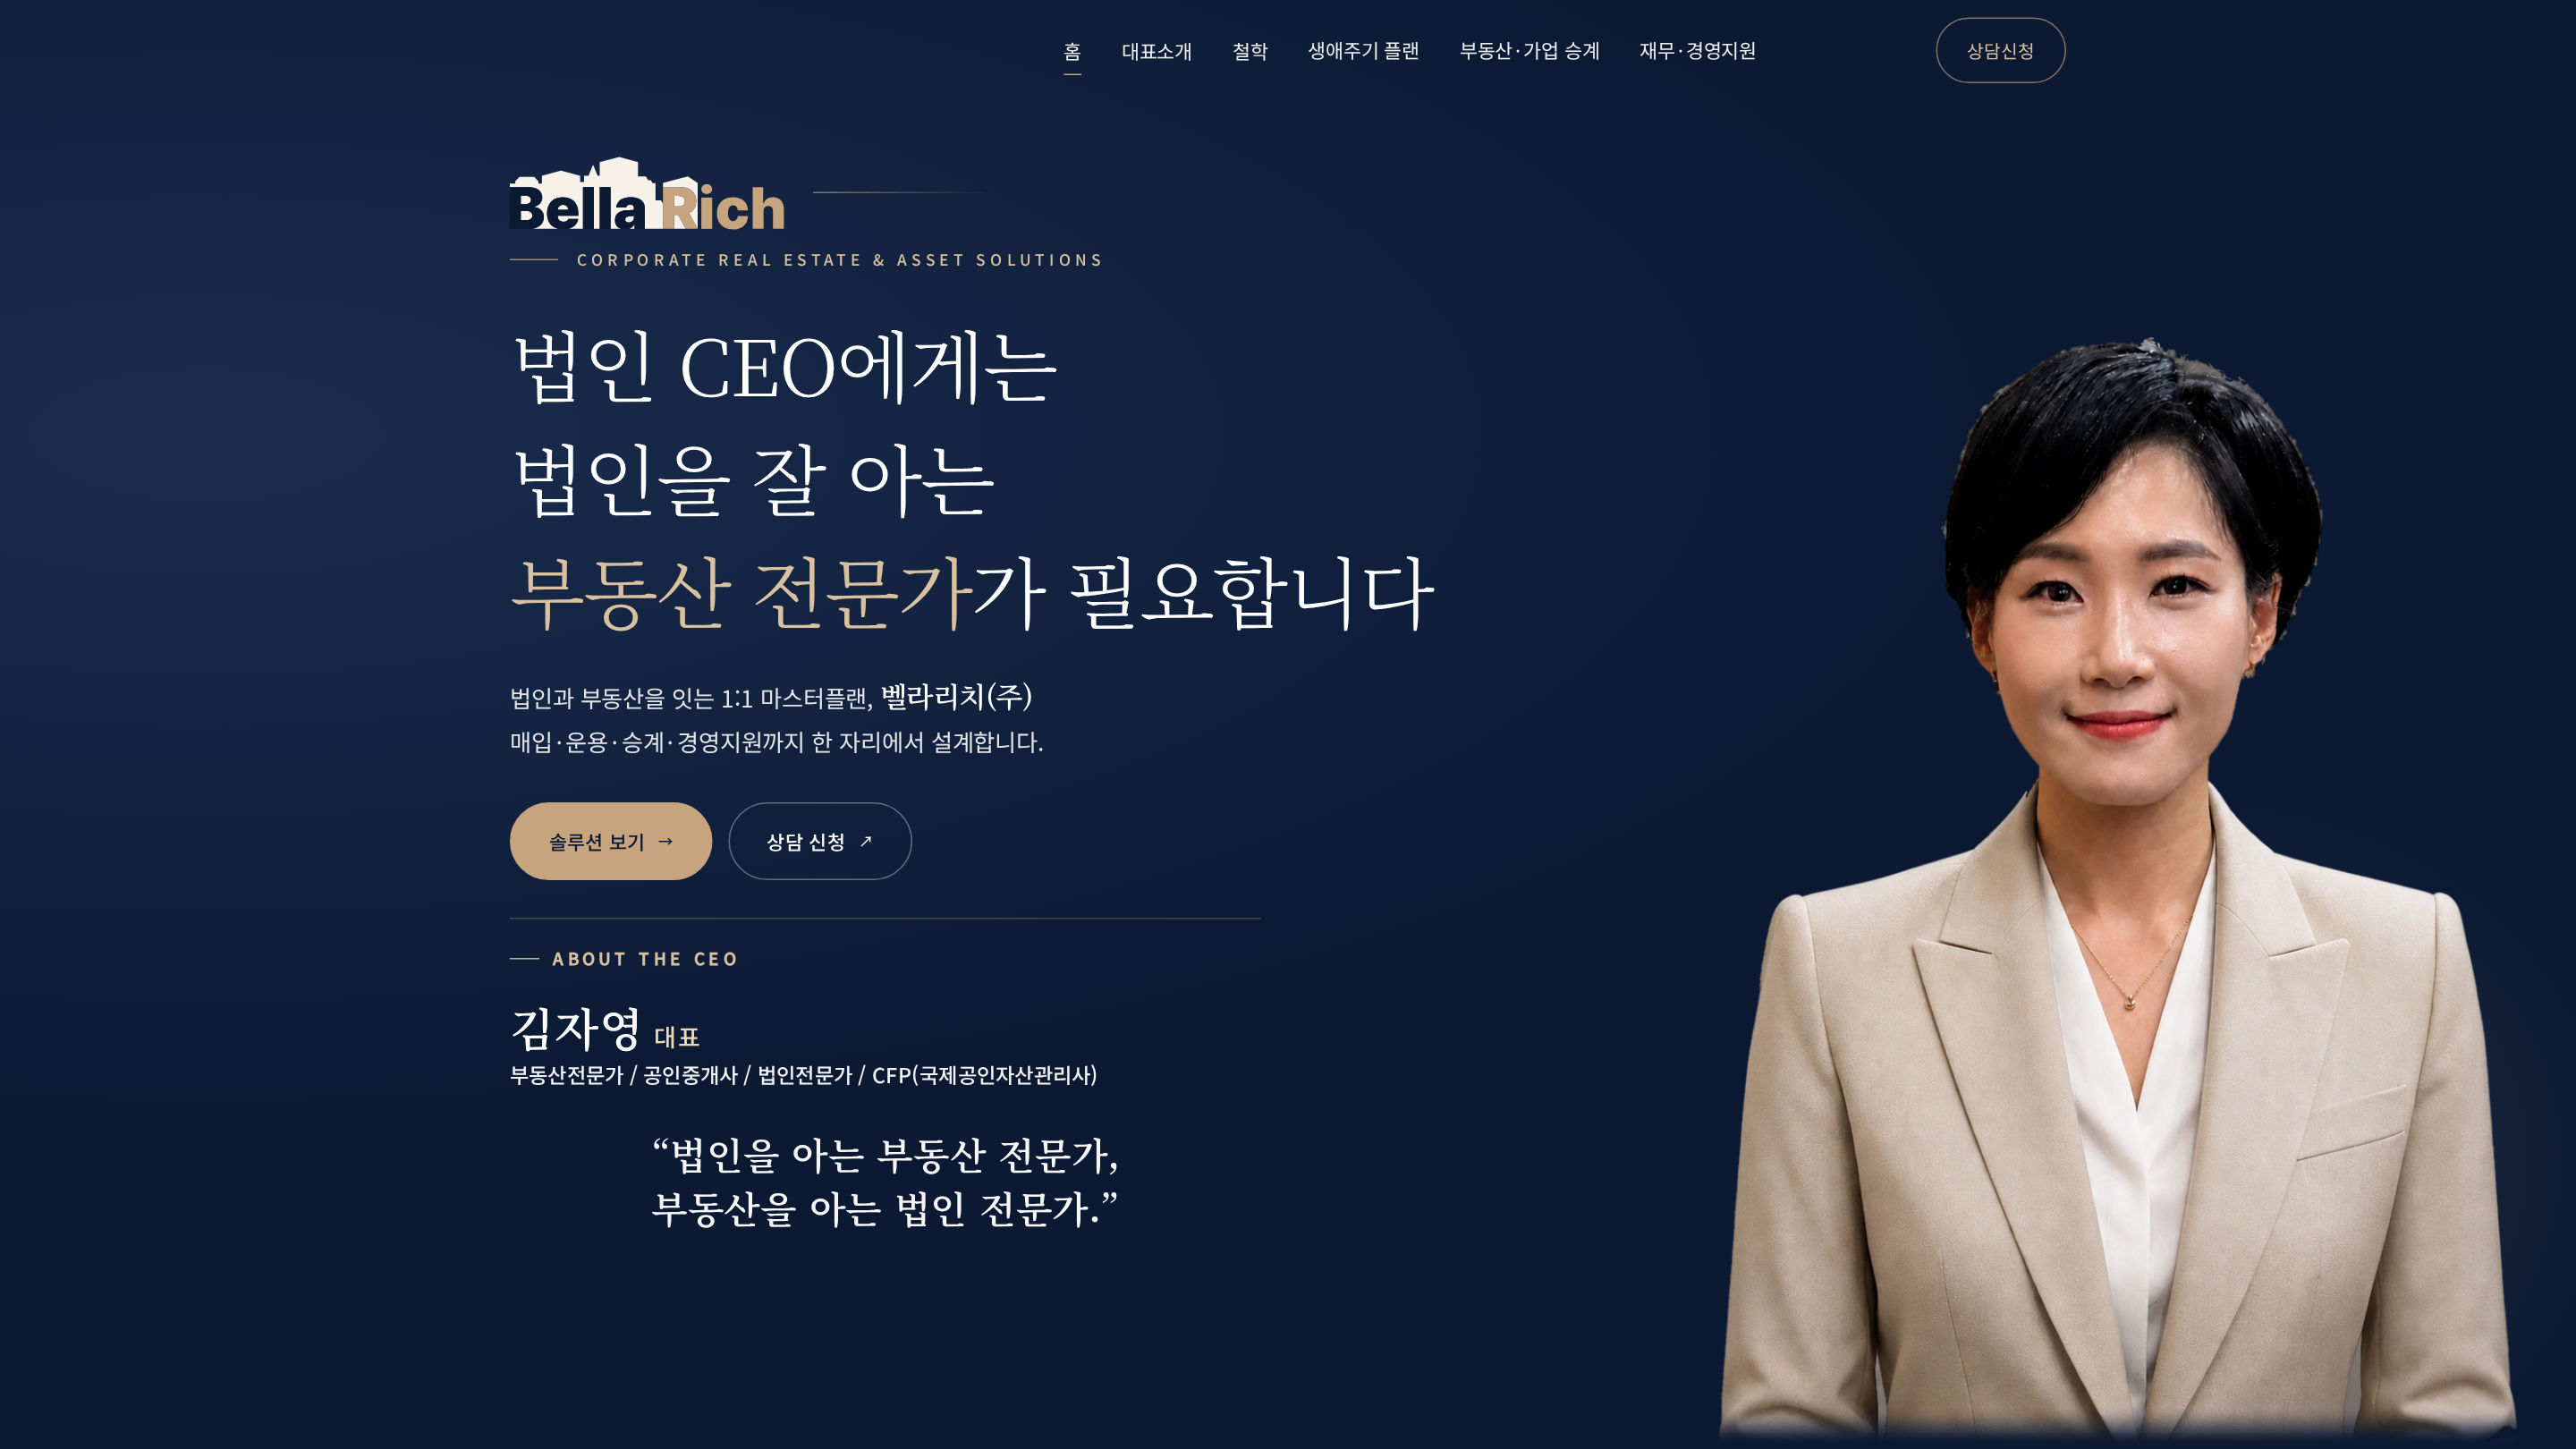 홈 대표소개 철학 생애주기 플랜 부동산·가업 승계 재무·경영지원 상담신청
Bella Rich
CORPORATE REAL ESTATE & ASSET SOLUTIONS
법인 CEO에게는
법인을 잘 아는
부동산 전문가가 필요합니다
법인과 부동산을 잇는 1:1 마스터플랜, 벨라리치(주)
매입·운용·승계·경영지원까지 한 자리에서 설계합니다.
솔루션 보기 → 상담 신청 ↗
ABOUT THE CEO
김자영 대표
부동산전문가 / 공인중개사 / 법인전문가 / CFP(국제공인자산관리사)
“법인을 아는 부동산 전문가,
부동산을 아는 법인 전문가.”